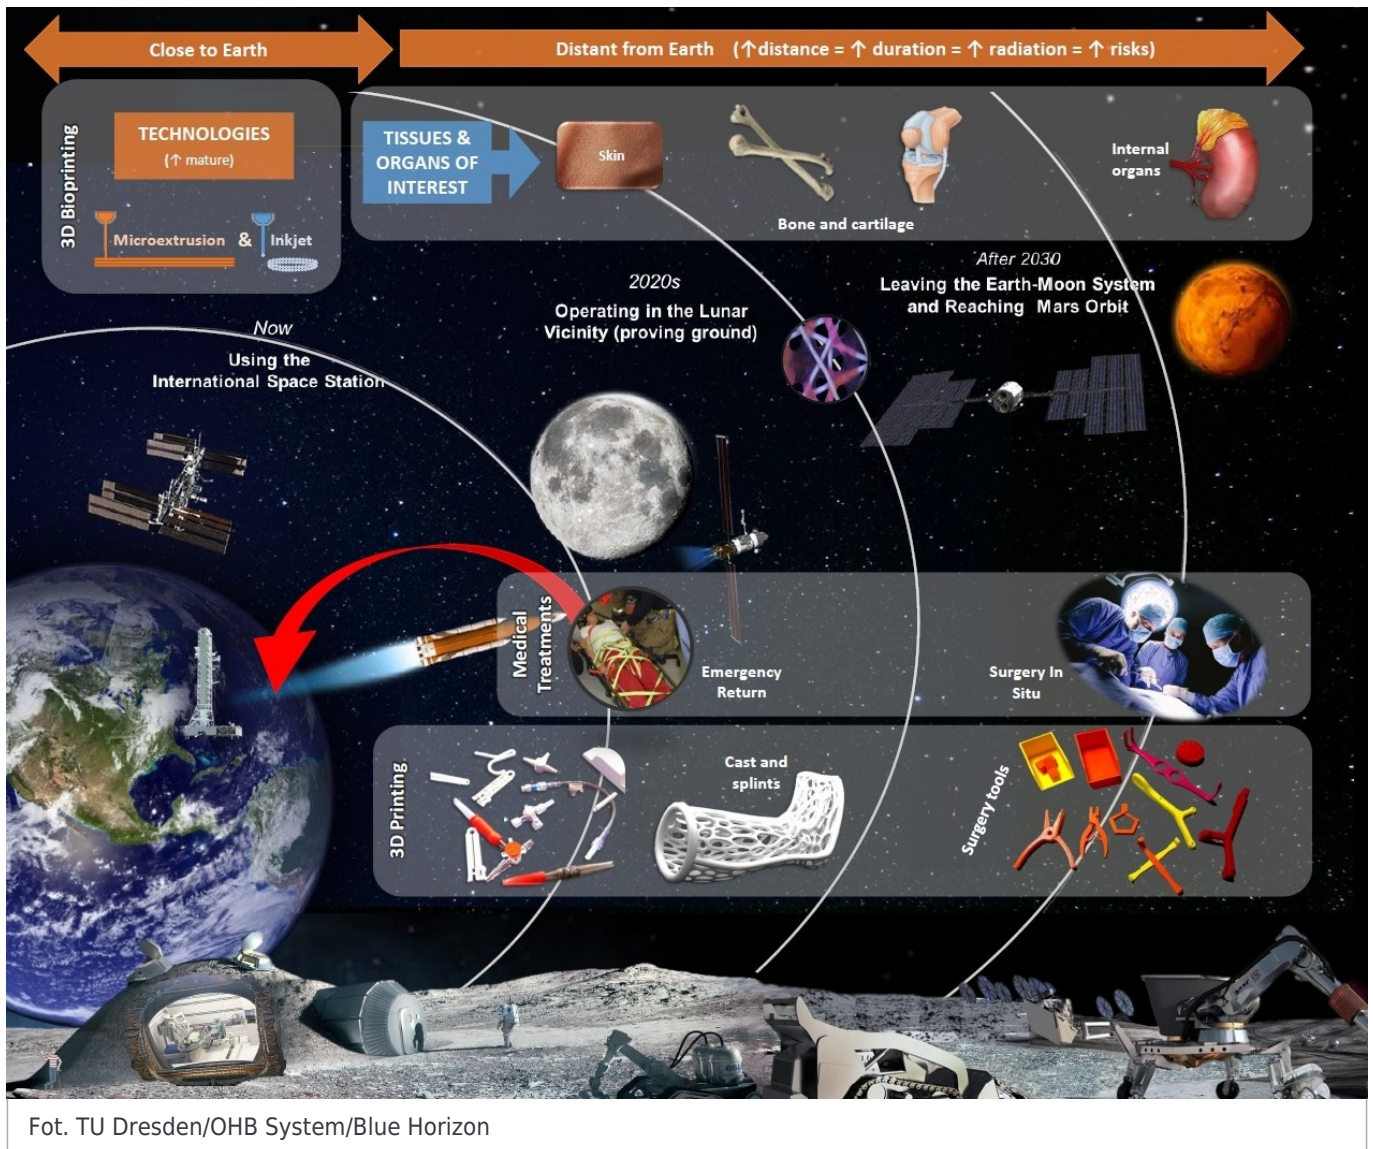 Close to Earth
Distant from Earth (↑distance = ↑ duration = ↑ radiation = ↑ risks)
3D Bioprinting
TECHNOLOGIES
(↑ mature)
Microextrusion & Inkjet
TISSUES &
ORGANS OF
INTEREST
Skin
Bone and cartilage
Internal
organs
Now
Using the
International Space Station
2020s
Operating in the Lunar
Vicinity (proving ground)
After 2030
Leaving the Earth-Moon System
and Reaching Mars Orbit
Medical
Treatments
Emergency
Return
Surgery In
Situ
3D Printing
Cast and
splints
Surgery tools
Fot. TU Dresden/OHB System/Blue Horizon